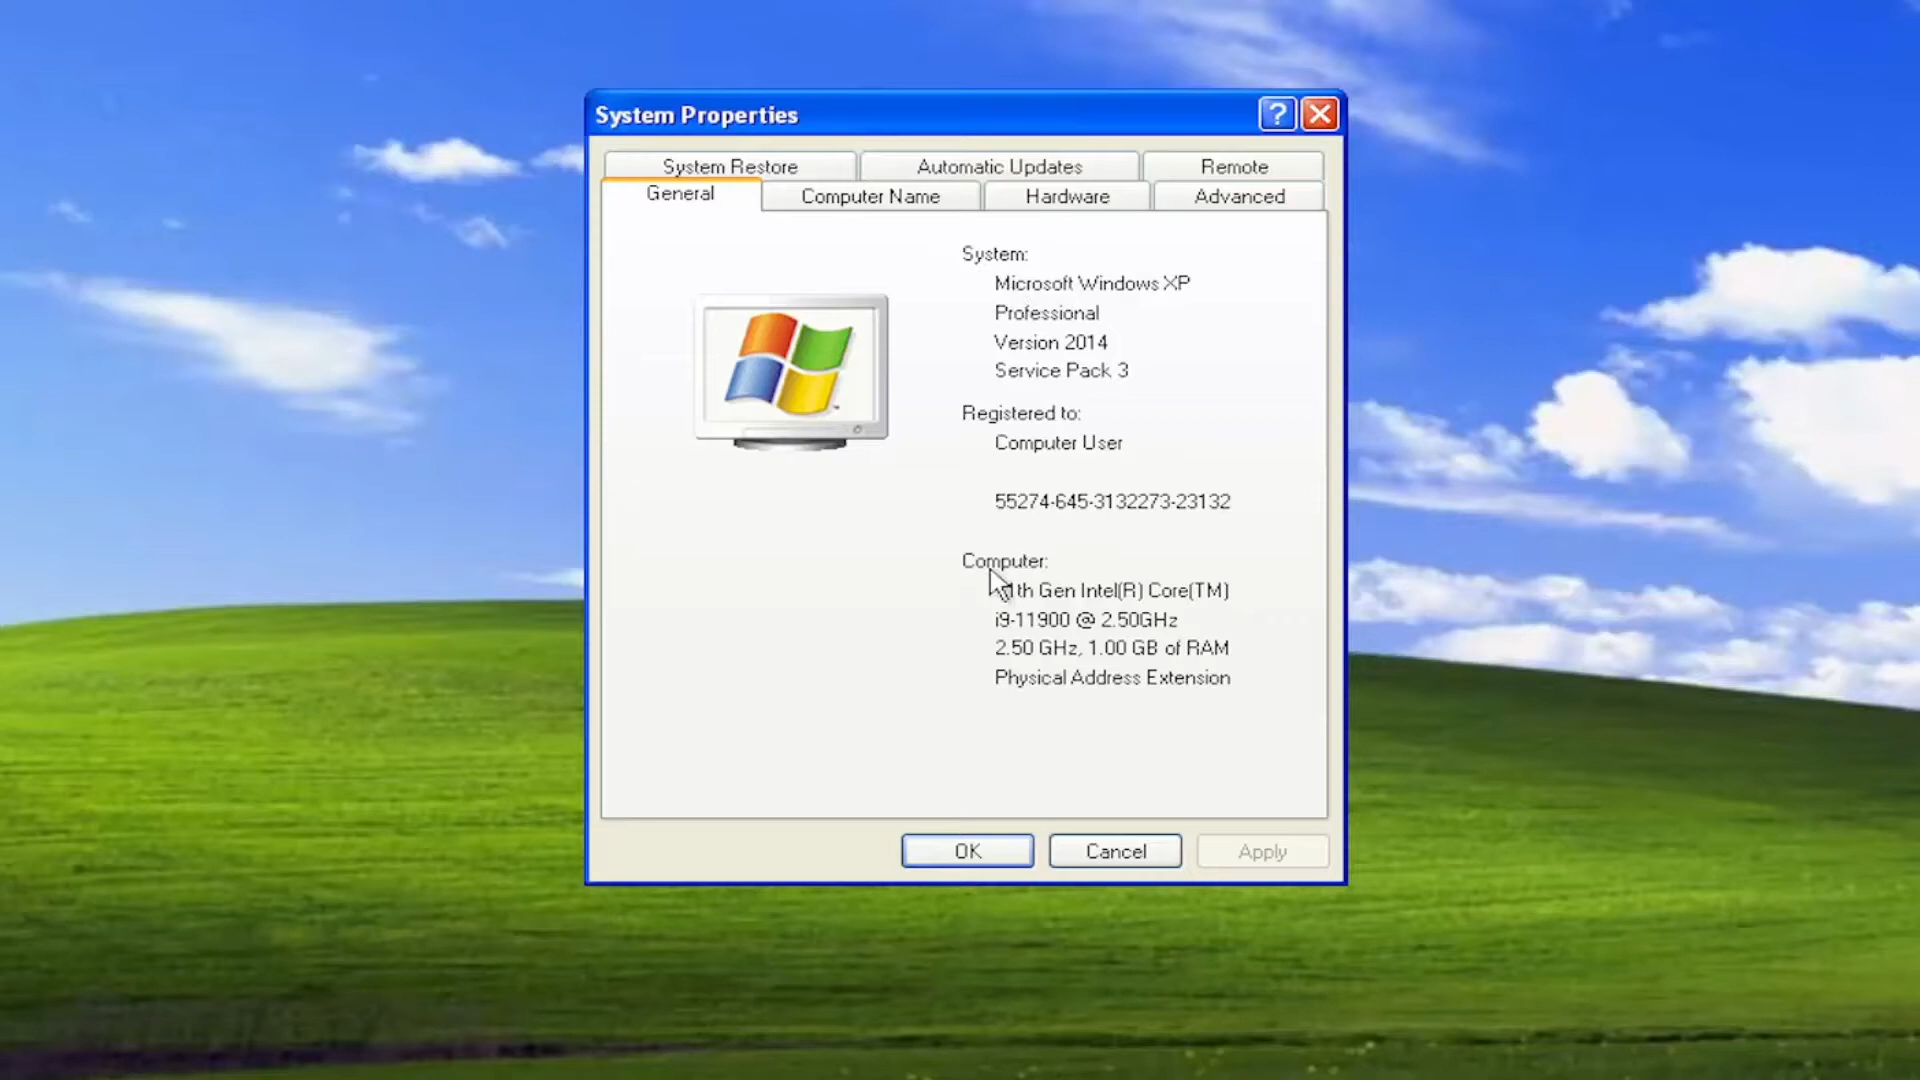 System Properties
?
System Restore
Automatic Updates
Remote
General
Computer Name
Hardware
Advanced
System:
Microsoft Windows XP
Professional
Version 2014
Service Pack 3
Registered to:
Computer User
55274-645-3132273-23132
Computer:
11th Gen Intel(R) Core(TM)
i9-11900 @ 2.50GHz
2.50 GHz, 1.00 GB of RAM
Physical Address Extension
OK
Cancel
Apply